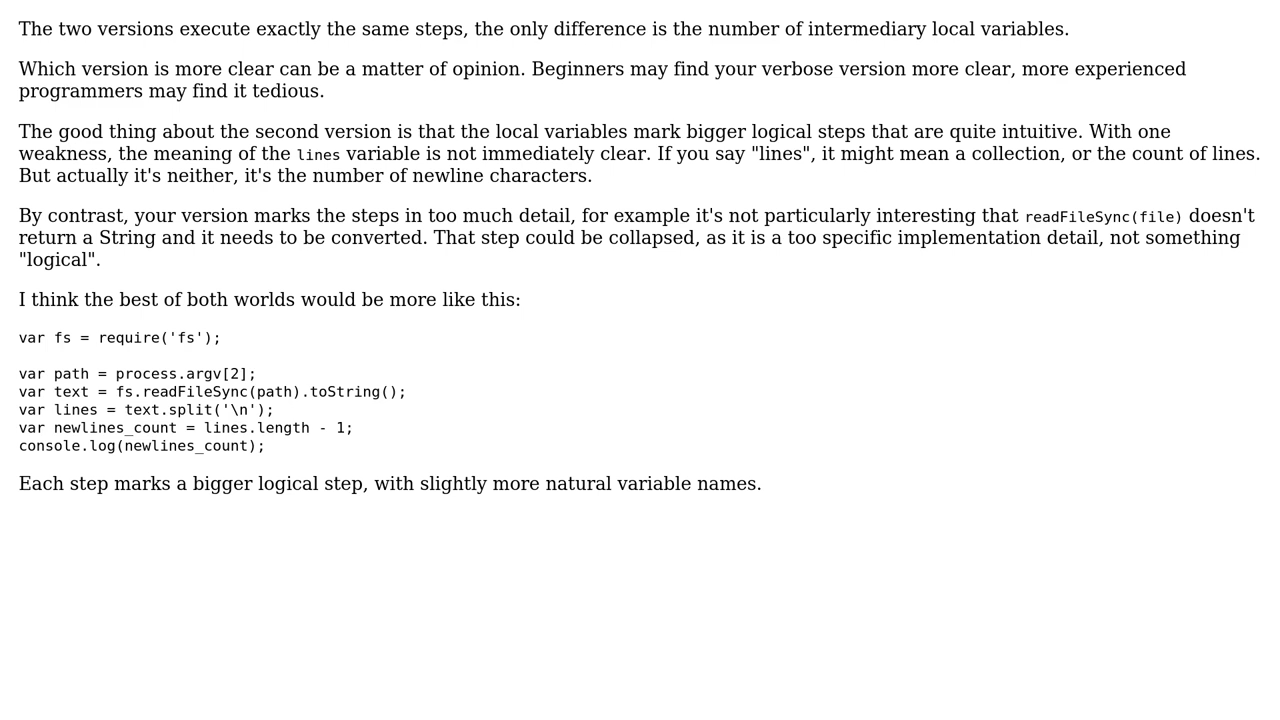 The two versions execute exactly the same steps, the only difference is the number of intermediary local variables.
Which version is more clear can be a matter of opinion. Beginners may find your verbose version more clear, more experienced
programmers may find it tedious.
The good thing about the second version is that the local variables mark bigger logical steps that are quite intuitive. With one
weakness, the meaning of the lines variable is not immediately clear. If you say "lines", it might mean a collection, or the count of lines.
But actually it's neither, it's the number of newline characters.
By contrast, your version marks the steps in too much detail, for example it's not particularly interesting that readFileSync(file) doesn't
return a String and it needs to be converted. That step could be collapsed, as it is a too specific implementation detail, not something
"logical".
I think the best of both worlds would be more like this:
var fs = require('fs');
var path = process.argv[2];
var text = fs.readFileSync(path).toString();
var lines = text.split('\n');
var newlines_count = lines.length - 1;
console.log(newlines_count);
Each step marks a bigger logical step, with slightly more natural variable names.